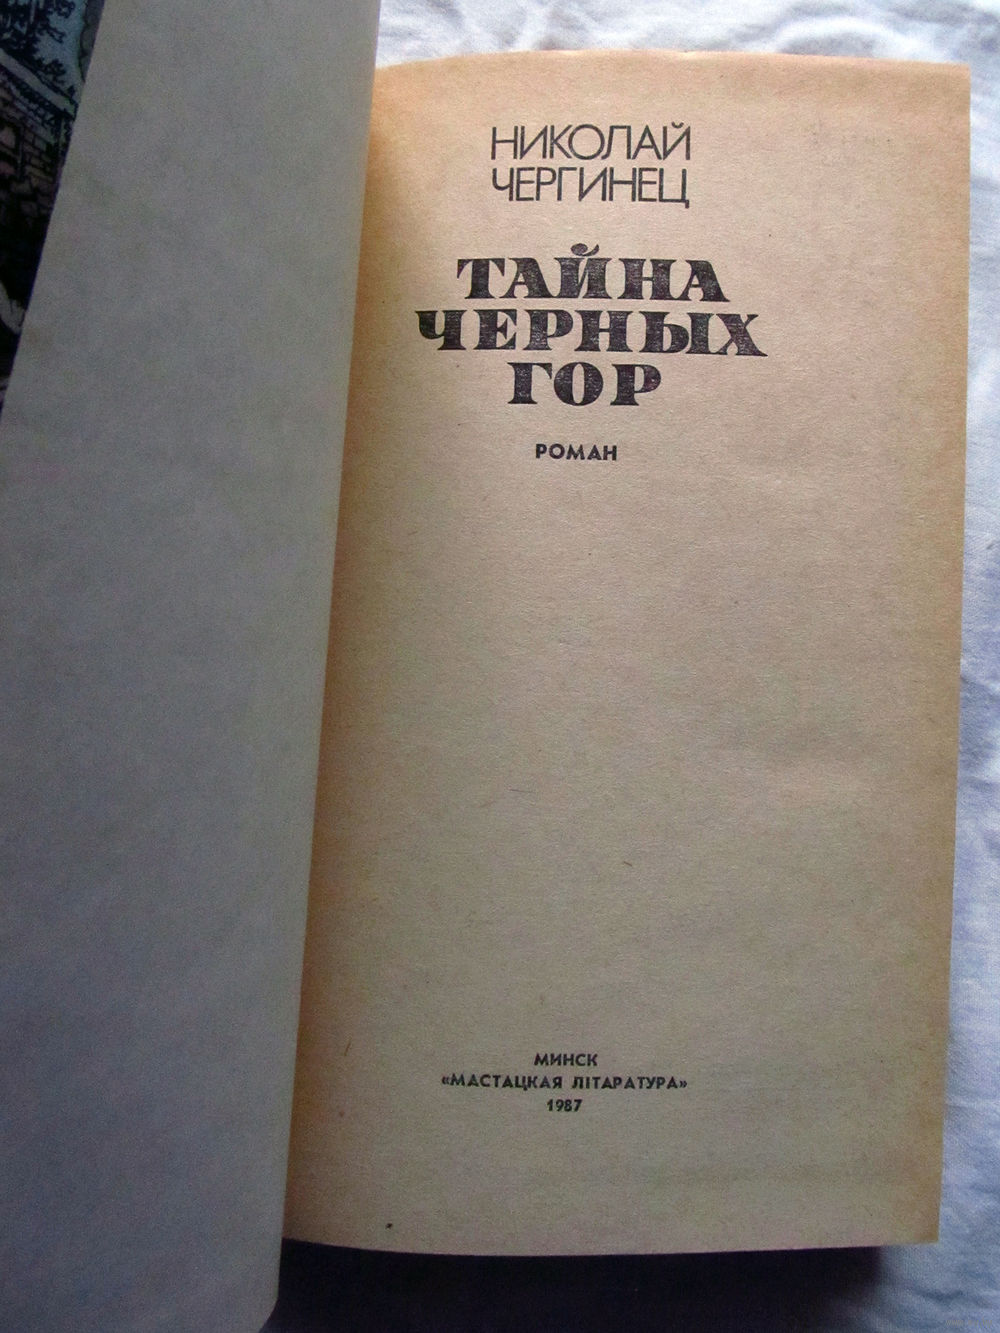 НИКОЛАЙ
ЧЕРГИНЕЦ
ТАЙНА
ЧЕРНЫХ
ГОР
РОМАН
МИНСК
«МАСТАЦКАЯ ЛІТАРАТУРА»
1987